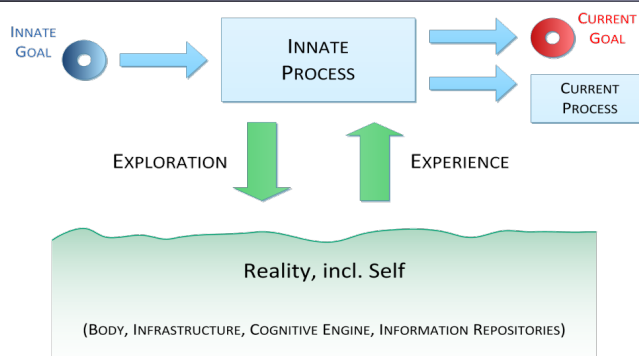 INNATE
GOAL
INNATE
PROCESS
CURRENT
GOAL
CURRENT
PROCESS
EXPLORATION
EXPERIENCE
Reality, incl. Self
(BODY, INFRASTRUCTURE, COGNITIVE ENGINE, INFORMATION REPOSITORIES)